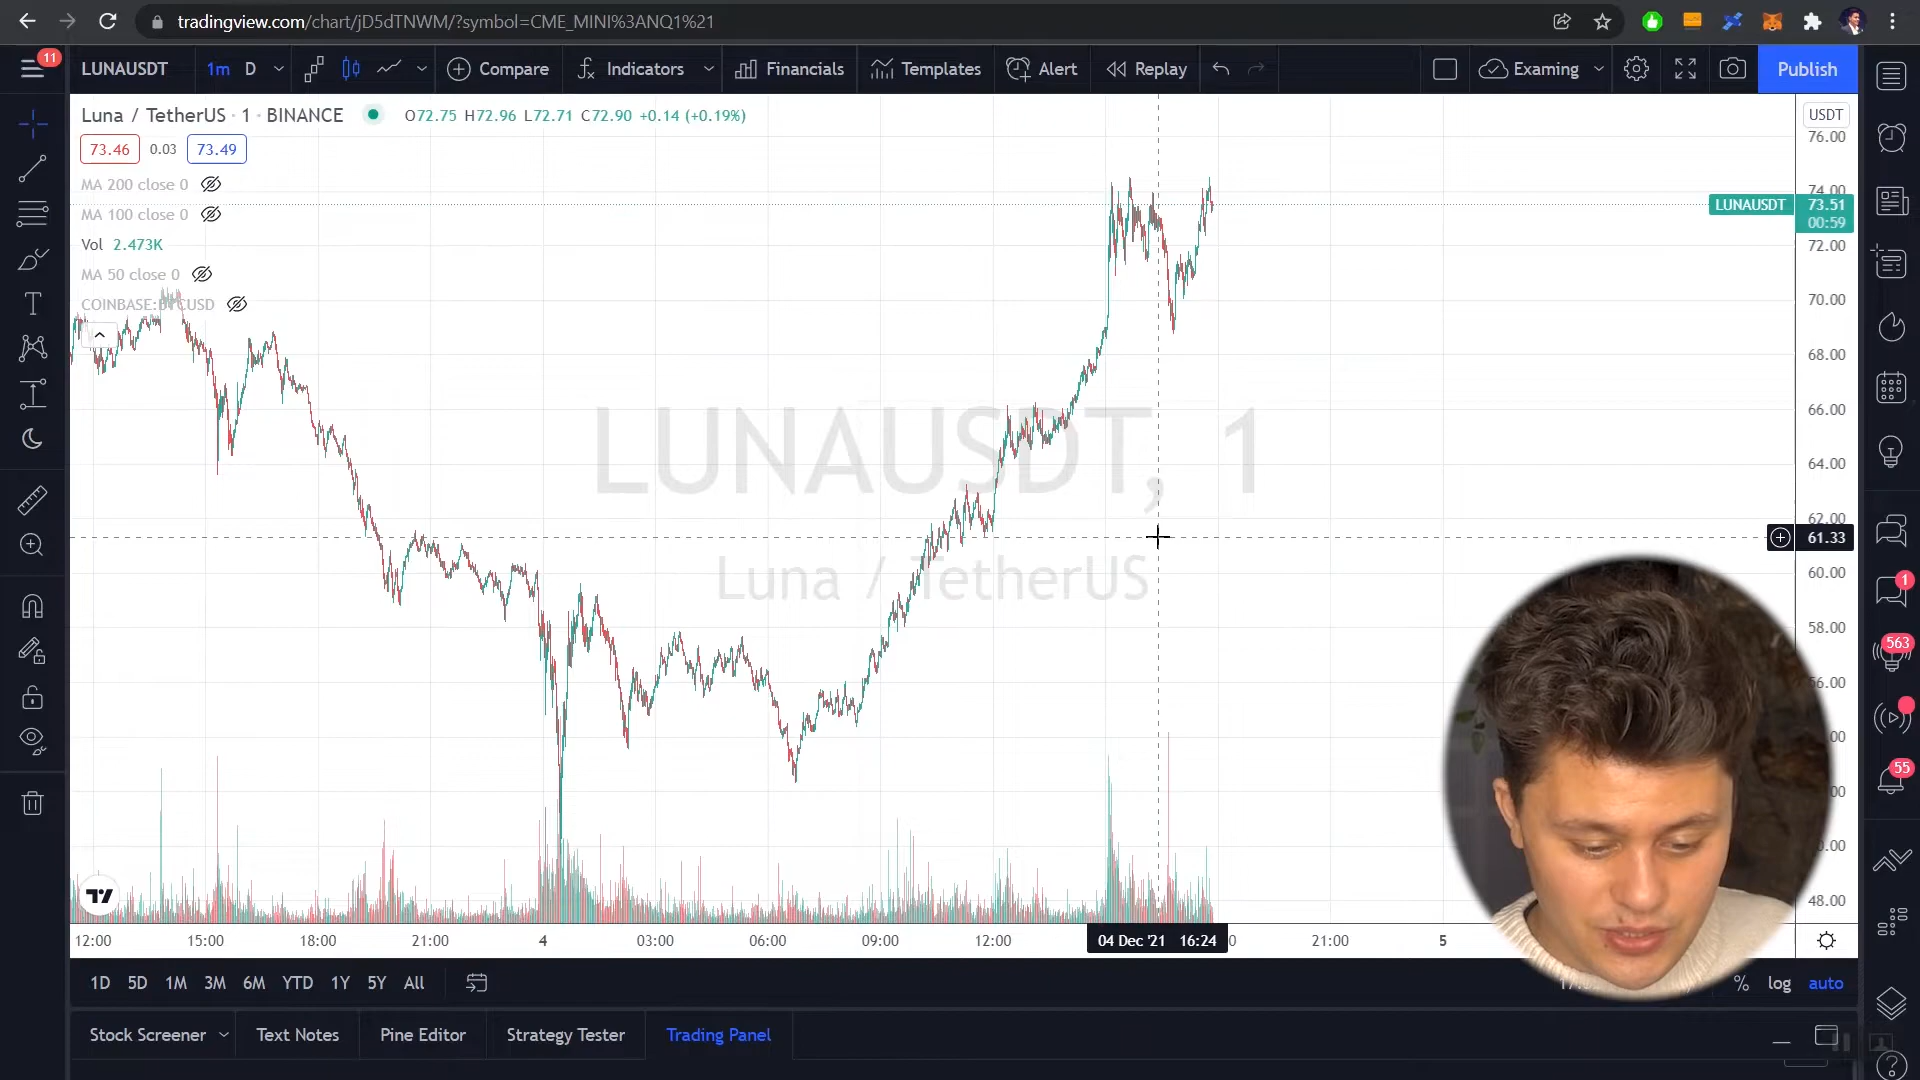 tradingview.com/chart/jD5dTNWM/?symbol=CME_MINI%3ANQ1%21
11
LUNAUSDT
1m D
Compare
Indicators
Financials
Templates
Alert
Replay
Examing
Publish
Luna / TetherUS · 1 · BINANCE
O72.75 H72.96 L72.71 C72.90 +0.14 (+0.19%)
USDT
73.46 0.03 73.49
MA 200 close 0
MA 100 close 0
Vol 2.473K
MA 50 close 0
COINBASE:BTCUSD
76.00
74.00
LUNAUSDT 73.51
00:59
72.00
70.00
68.00
66.00
64.00
62.00
61.33
60.00
58.00
56.00
48.00
LUNAUSDT, 1
Luna / TetherUS
1
563
55
12:00 15:00 18:00 21:00 4 03:00 06:00 09:00 12:00 04 Dec '21 16:24 21:00 5
1D 5D 1M 3M 6M YTD 1Y 5Y All
% log auto
Stock Screener Text Notes Pine Editor Strategy Tester Trading Panel